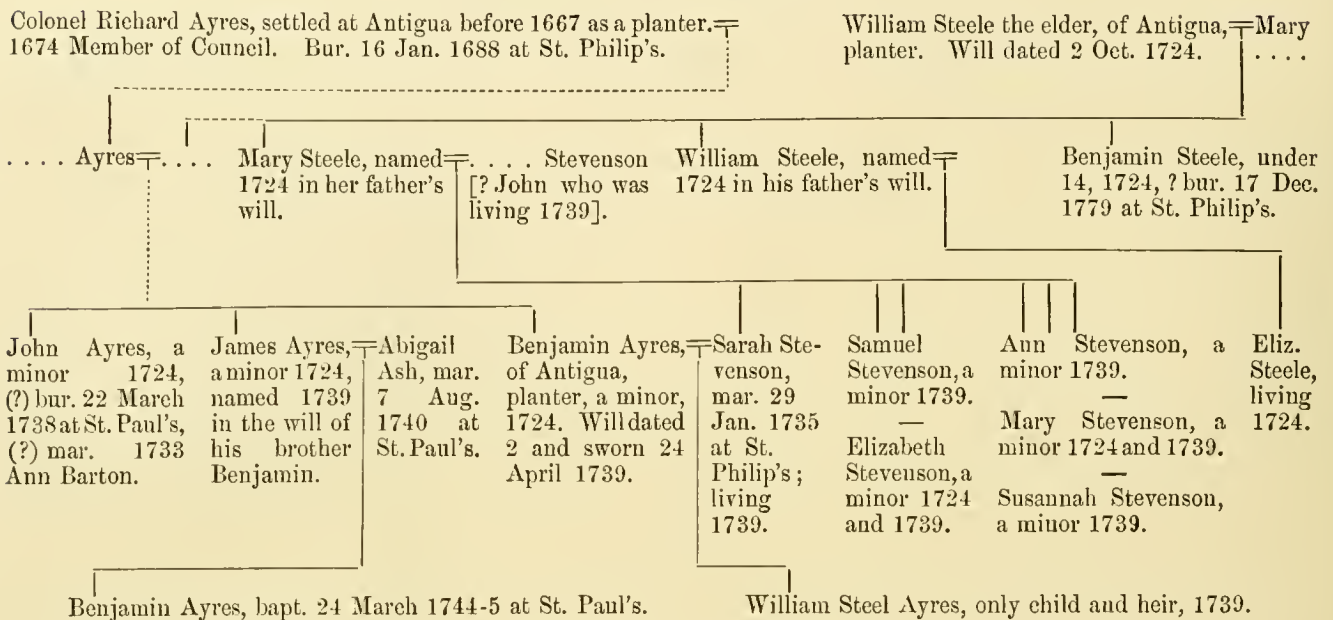 Colonel Richard Ayres, settled at Antigua before 1667 as a planter.
1674 Member of Council. Bur. 16 Jan. 1688 at St. Philip's.
William Steele the elder, of Antigua,
planter. Will dated 2 Oct. 1724.
Mary
. . . .
. . . . Ayres
. . . .
Mary Steele, named
1724 in her father's
will.
. . . . Stevenson
[? John who was
living 1739].
William Steele, named
1724 in his father's will.
Benjamin Steele, under
14, 1724, ? bur. 17 Dec.
1779 at St. Philip's.
John Ayres, a
minor 1724,
(?) bur. 22 March
1738 at St. Paul's,
(?) mar. 1733
Ann Barton.
James Ayres,
a minor 1724,
named 1739
in the will of
his brother
Benjamin.
Abigail
Ash, mar.
7 Aug.
1740 at
St. Paul's.
Benjamin Ayres,
of Antigua,
planter, a minor,
1724. Will dated
2 and sworn 24
April 1739.
Sarah Ste-
venson,
mar. 29
Jan. 1735
at St.
Philip's;
living
1739.
Samuel
Stevenson, a
minor 1739.
—
Elizabeth
Stevenson, a
minor 1724
and 1739.
Ann Stevenson, a
minor 1739.
—
Mary Stevenson, a
minor 1724 and 1739.
—
Susannah Stevenson,
a minor 1739.
Eliz.
Steele,
living
1724.
Benjamin Ayres, bapt. 24 March 1744-5 at St. Paul's.
William Steel Ayres, only child and heir, 1739.